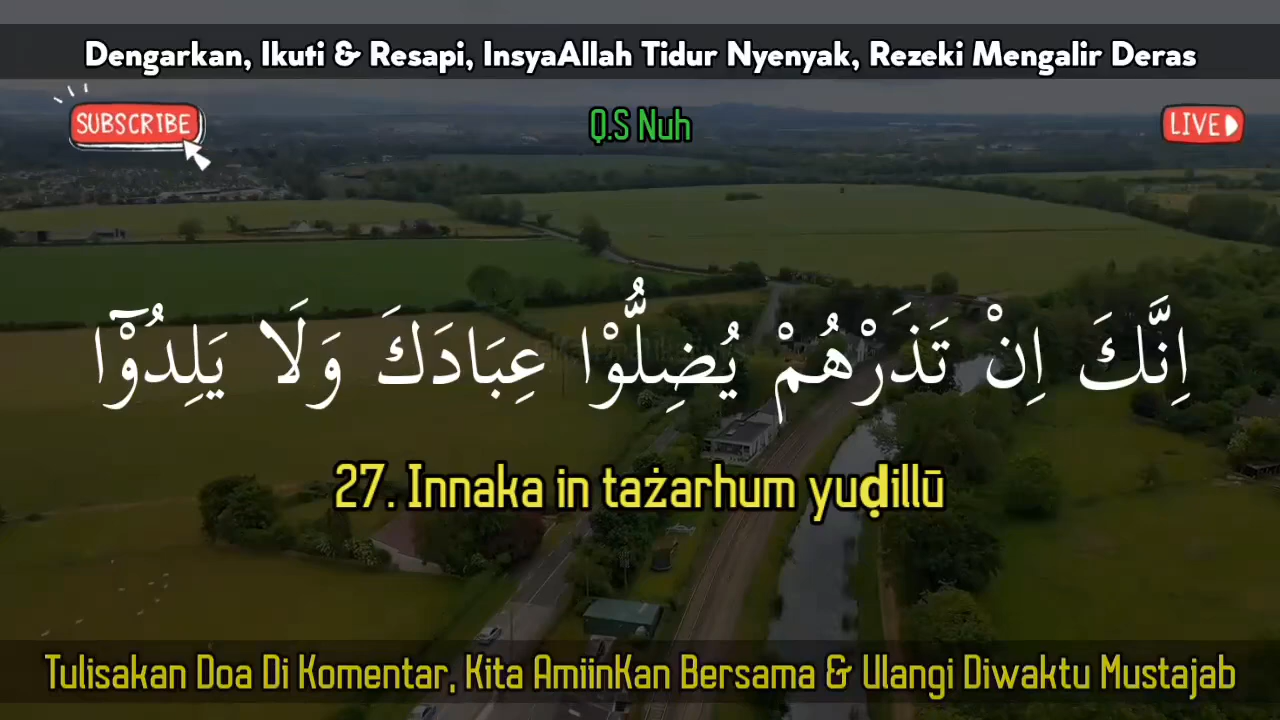 Dengarkan, Ikuti & Resapi, InsyaAllah Tidur Nyenyak, Rezeki Mengalir Deras
SUBSCRIBE
Q.S Nuh
LIVE
اِنَّكَ اِنْ تَذَرْهُمْ يُضِلُّوْا عِبَادَكَ وَلَا يَلِدُوْٓا
27. Innaka in tażarhum yuḍillū
Tulisakan Doa Di Komentar, Kita AmiinKan Bersama & Ulangi Diwaktu Mustajab